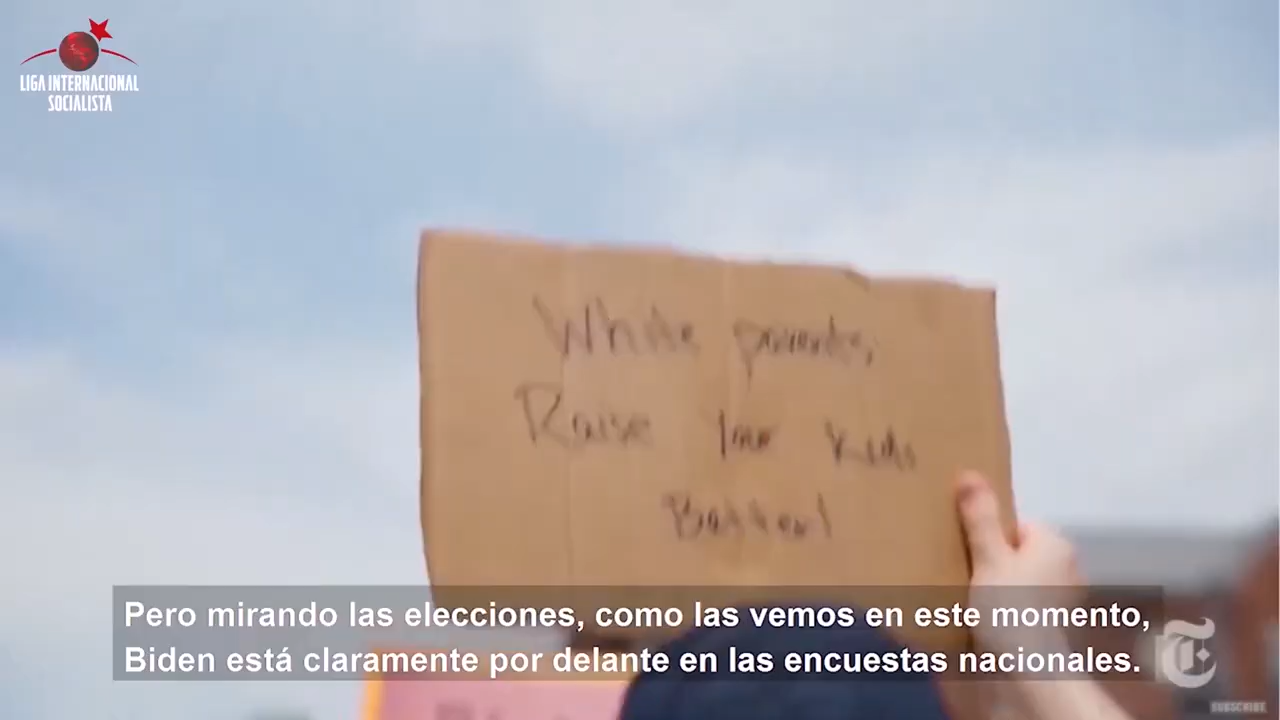 LIGA INTERNACIONAL
SOCIALISTA
White parents,
Raise your kids
Better!
Pero mirando las elecciones, como las vemos en este momento,
Biden está claramente por delante en las encuestas nacionales.
T
SUBSCRIBE